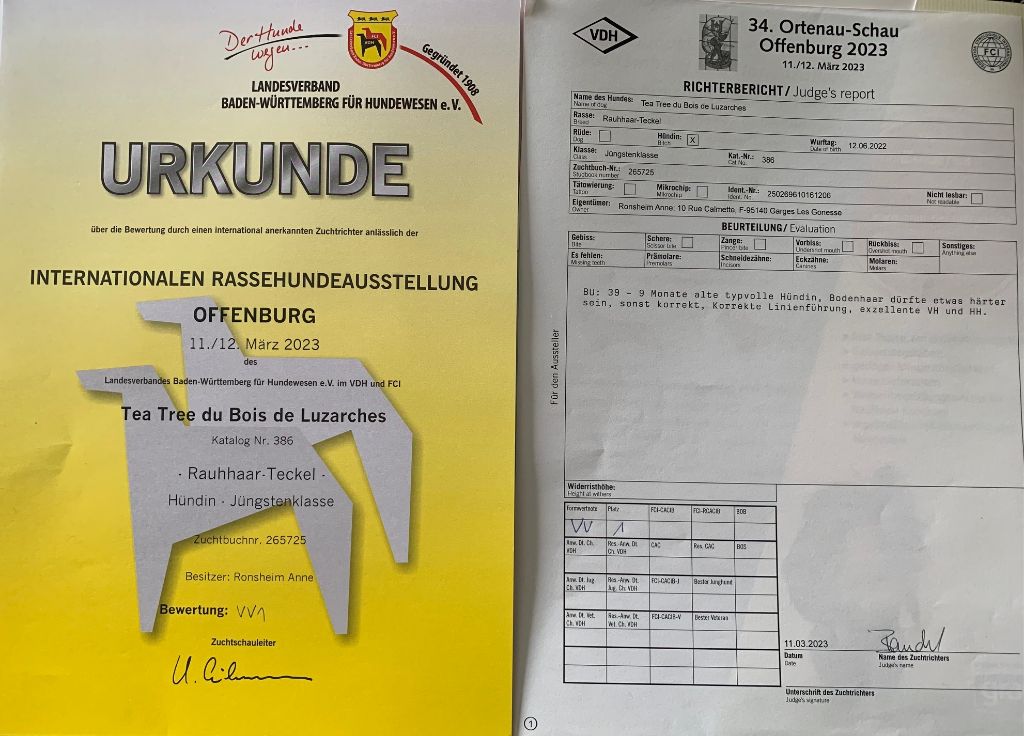 Der Hunde
wegen...
VDH
FCI
Gegründet 1908
LANDESVERBAND
BADEN-WÜRTTEMBERG FÜR HUNDEWESEN e.V.
URKUNDE
über die Bewertung durch einen international anerkannten Zuchtrichter anlässlich der
INTERNATIONALEN RASSEHUNDEAUSSTELLUNG
OFFENBURG
11./12. März 2023
des
Landesverbandes Baden-Württemberg für Hundewesen e.V. im VDH und FCI
Tea Tree du Bois de Luzarches
Katalog Nr. 386
· Rauhhaar-Teckel ·
Hündin · Jüngstenklasse
Zuchtbuchnr. 265725
Besitzer: Ronsheim Anne
Bewertung: VV1
Zuchtschauleiter
VDH
34. Ortenau-Schau
Offenburg 2023
11./12. März 2023
FCI
RICHTERBERICHT / Judge's report
Name des Hundes: Tea Tree du Bois de Luzarches
Name of dog
Rasse: Rauhhaar-Teckel
Breed
Rüde: Hündin: X Wurftag: 12.06.2022
Dog Bitch Date of birth
Klasse: Jüngstenklasse Kat.-Nr.: 386
Class Cat No.
Zuchtbuch-Nr.: 265725
Studbook number
Tätowierung: Mikrochip: Ident.-Nr.: 250269610161206 Nicht lesbar:
Tattoo Microchip Ident. No. Not readable
Eigentümer: Ronsheim Anne; 10 Rue Calmette, F-95140 Garges Les Gonesse
Owner
BEURTEILUNG / Evaluation
Gebiss: Schere: Zange: Vorbiss: Rückbiss: Sonstiges:
Bite Scissor bite Pincer bite Undershot mouth Overshot mouth Anything else
Es fehlen: Prämolare: Schneidezähne: Eckzähne: Molaren:
Missing teeth Premolars Incisors Canines Molars
BU: 39 - 9 Monate alte typvolle Hündin, Bodenhaer dürfte etwas härter
sein, sonst korrekt, Korrekte Linienführung, exzellente VH und HH.
Für den Aussteller
Widerristhöhe:
Height at withers
Formwertnote Platz FCI-CACIB FCI-RCACIB BOB
VV 1
Anw. Dt. Ch. VDH Res.-Anw. Dt. Ch. VDH CAC Res. CAC BOS
Anw. Dt. Jug. Ch. VDH Res.-Anw. Dt. Jug. Ch. VDH FCI-CACIB-J Bester Junghund
Anw. Dt. Vet. Ch. VDH Res.-Anw. Dt. Vet. Ch. VDH FCI-CACIB-V Bester Veteran
11.03.2023
Datum Name des Zuchtrichters
Date Judge's name
Unterschrift des Zuchtrichters
Judge's signature
1